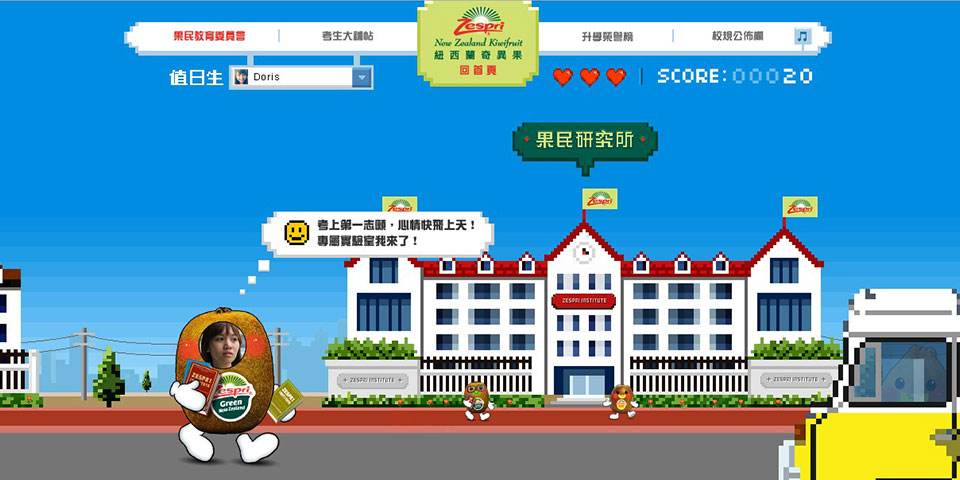 果民教育委員會
考生大補帖
Zespri
New Zealand Kiwifruit
紐西蘭奇異果
回首頁
升學榮譽榜
校規公佈欄
值日生
Doris
SCORE:00020
果民研究所
Zespri
Zespri
Zespri
考上第一志願，心情快飛上天！
專屬實驗室我來了！
ZESPRI INSTITUTE
ZESPRI INSTITUTE
ZESPRI INSTITUTE
ZESPRI
Zespri
Green
New Zealand